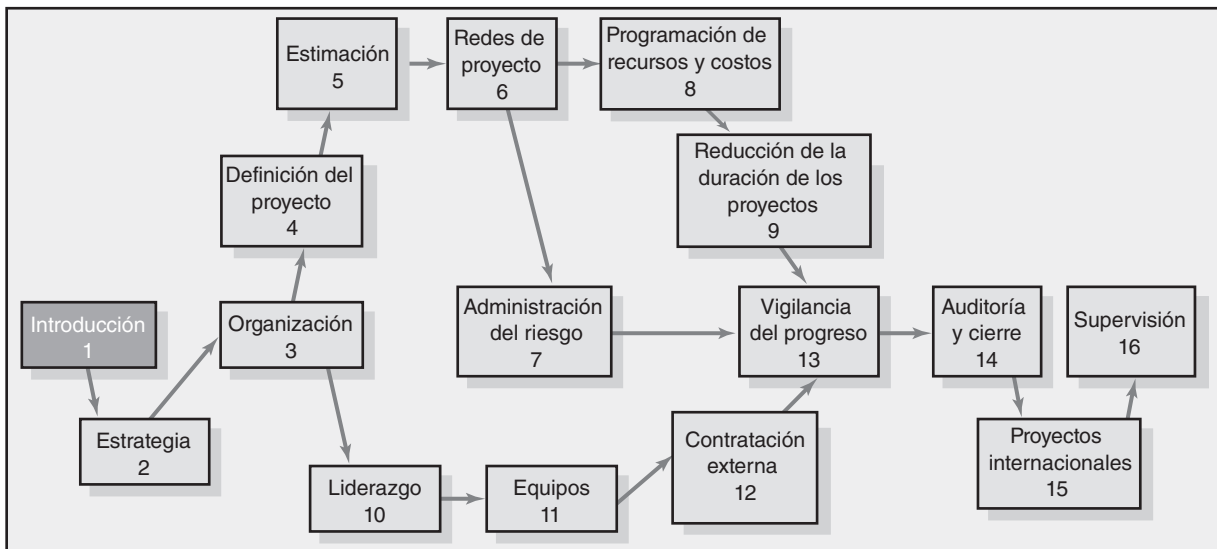 Introducción
1
Estrategia
2
Organización
3
Definición del
proyecto
4
Estimación
5
Redes de
proyecto
6
Administración
del riesgo
7
Programación de
recursos y costos
8
Reducción de la
duración de los
proyectos
9
Liderazgo
10
Equipos
11
Contratación
externa
12
Vigilancia
del progreso
13
Auditoría
y cierre
14
Proyectos
internacionales
15
Supervisión
16